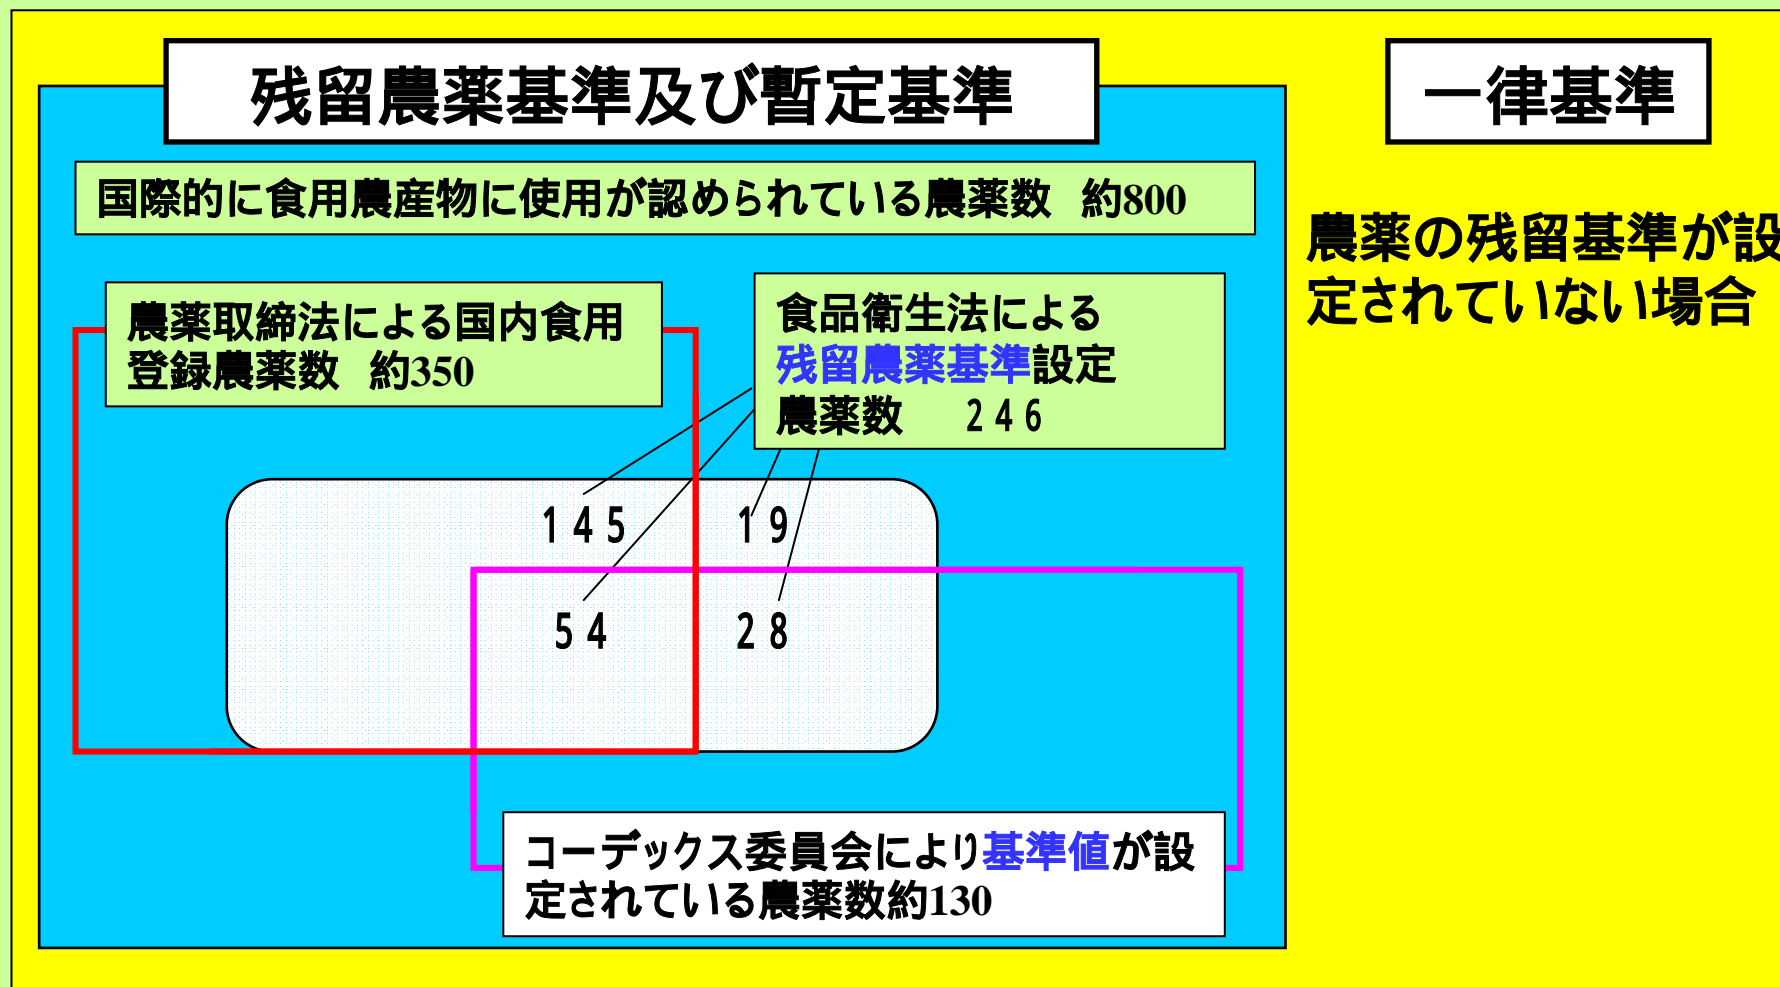 残留農薬基準及び暫定基準
一律基準
国際的に食用農産物に使用が認められている農薬数 約800
農薬の残留基準が設
定されていない場合
農薬取締法による国内食用
登録農薬数 約350
食品衛生法による
残留農薬基準設定
農薬数 246
145
19
54
28
コーデックス委員会により基準値が設
定されている農薬数約130